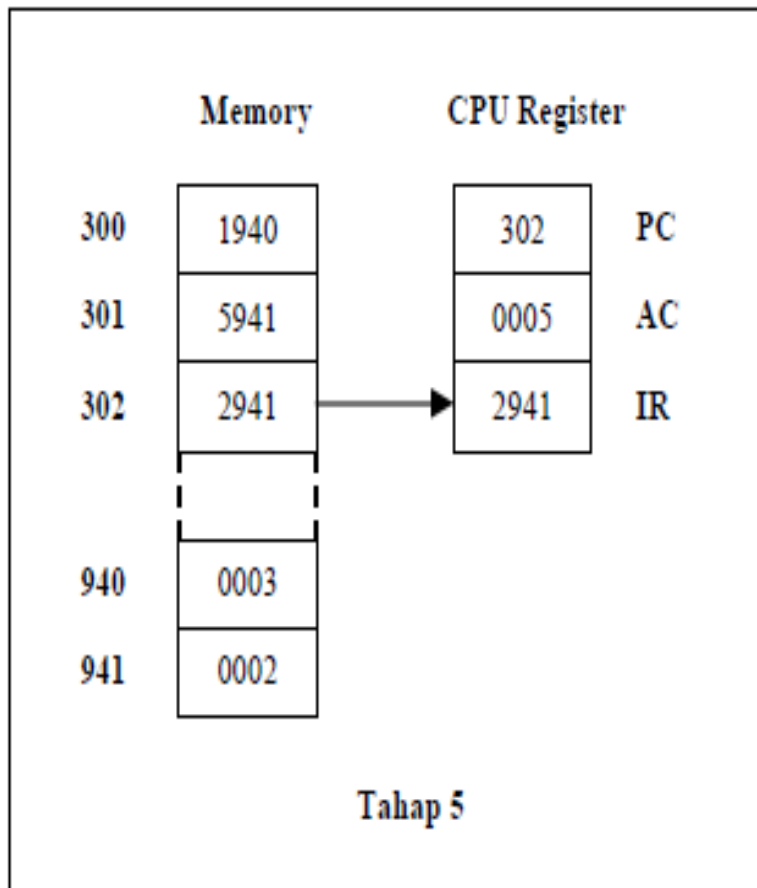 Memory CPU Register
300 1940 302 PC
301 5941 0005 AC
302 2941 2941 IR
940 0003
941 0002
Tahap 5